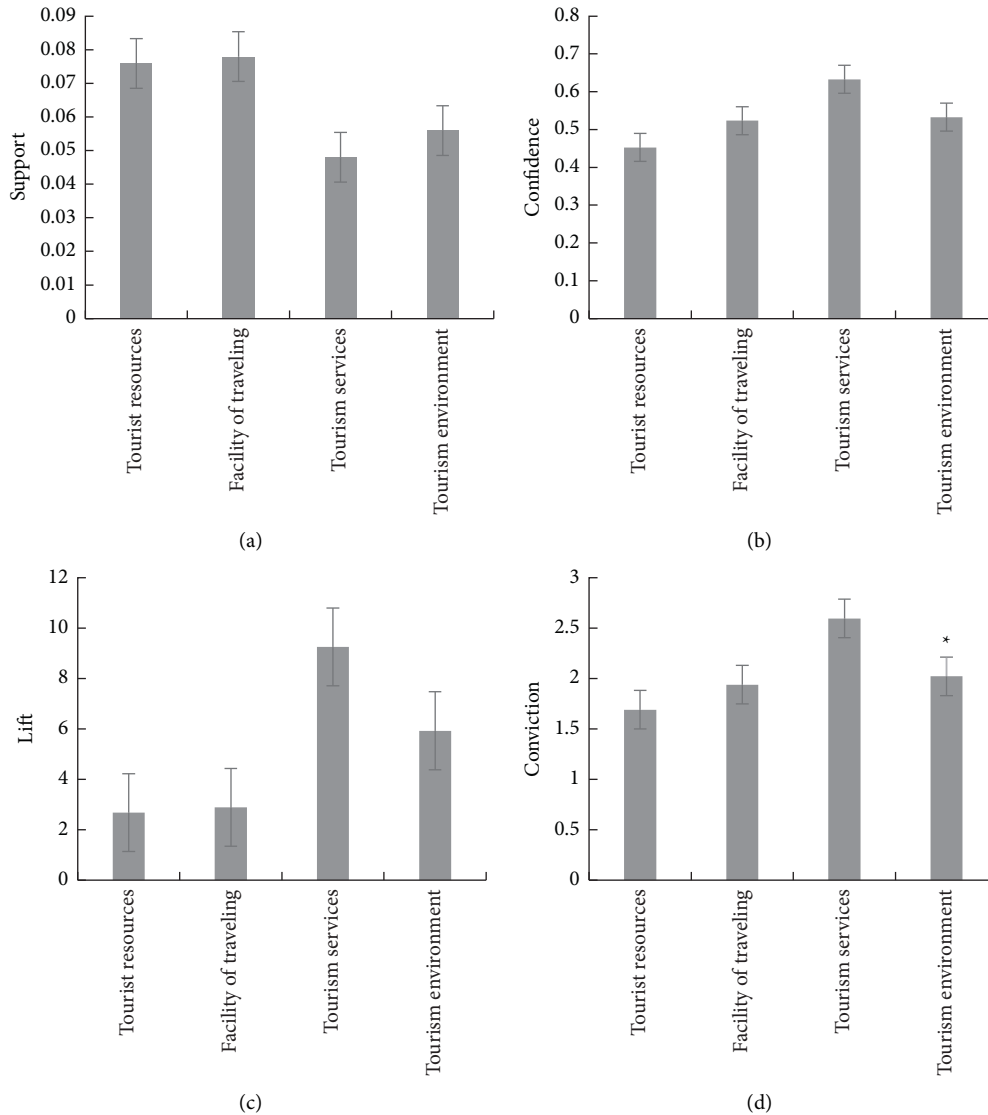 0.09
0.08
0.07
0.06
0.05
0.04
0.03
0.02
0.01
0
Support
Tourist resources
Facility of traveling
Tourism services
Tourism environment
(a)
0.8
0.7
0.6
0.5
0.4
0.3
0.2
0.1
0
Confidence
Tourist resources
Facility of traveling
Tourism services
Tourism environment
(b)
12
10
8
6
4
2
0
Lift
Tourist resources
Facility of traveling
Tourism services
Tourism environment
(c)
3
2.5
2
1.5
1
0.5
0
Conviction
*
Tourist resources
Facility of traveling
Tourism services
Tourism environment
(d)